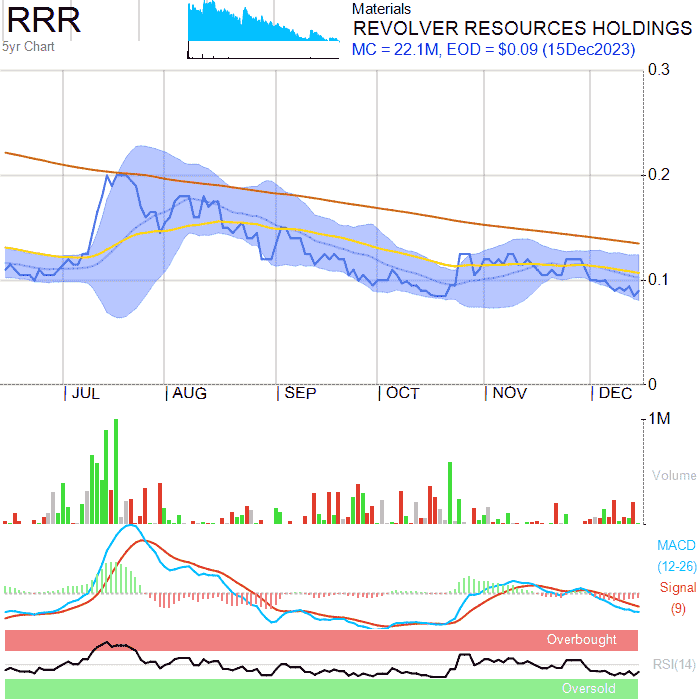 RRR
5yr Chart
Materials
REVOLVER RESOURCES HOLDINGS
MC = 22.1M, EOD = $0.09 (15Dec2023)
0.3
0.2
0.1
0
JUL AUG SEP OCT NOV DEC
1M
Volume
MACD
(12-26)
Signal
(9)
Overbought
RSI(14)
Oversold